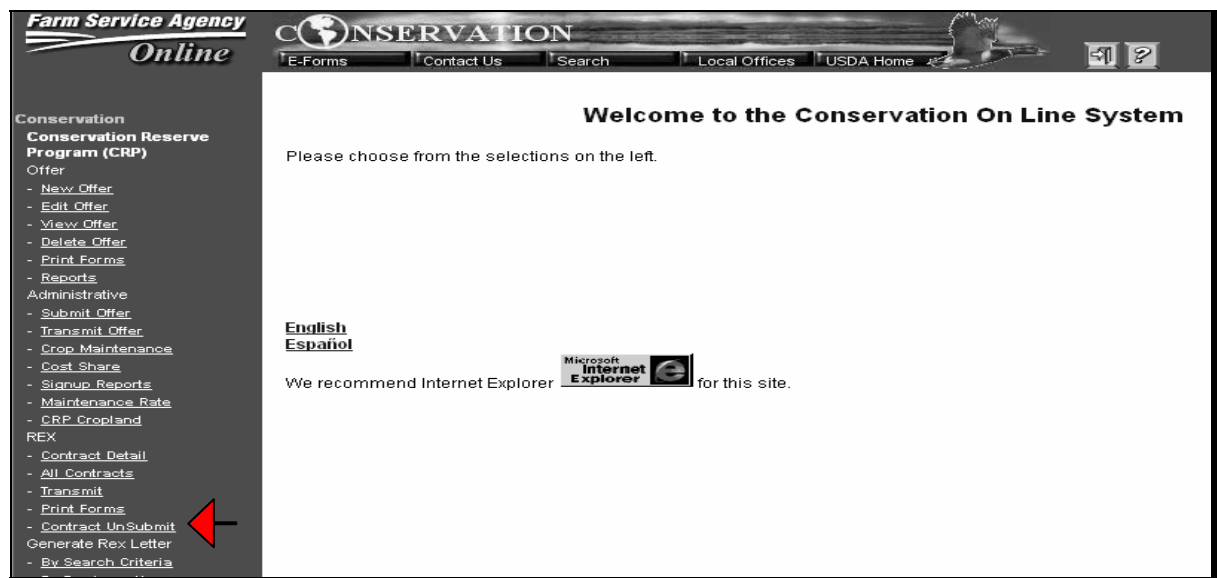 Farm Service Agency
Online
CONSERVATION
E-Forms Contact Us Search Local Offices USDA Home
?
Conservation
Conservation Reserve
Program (CRP)
Offer
- New Offer
- Edit Offer
- View Offer
- Delete Offer
- Print Forms
- Reports
Administrative
- Submit Offer
- Transmit Offer
- Crop Maintenance
- Cost Share
- Signup Reports
- Maintenance Rate
- CRP Cropland
REX
- Contract Detail
- All Contracts
- Transmit
- Print Forms
- Contract UnSubmit
Generate Rex Letter
- By Search Criteria
Welcome to the Conservation On Line System
Please choose from the selections on the left.
English
Español
Microsoft
Internet
Explorer
We recommend Internet Explorer for this site.